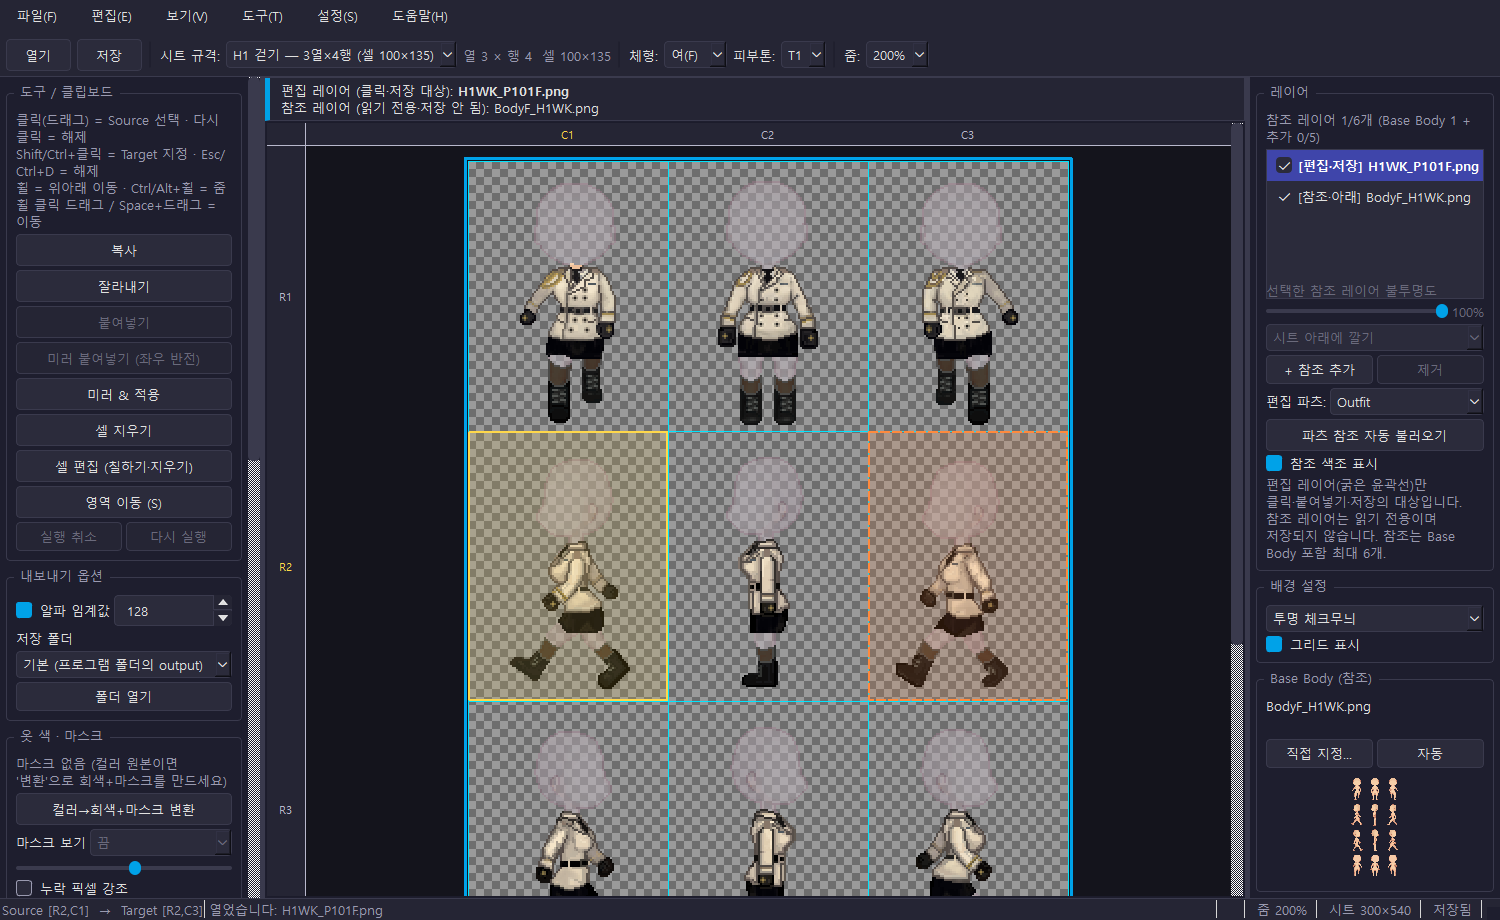 파일(F) 편집(E) 보기(V) 도구(T) 설정(S) 도움말(H)
열기 저장 시트 규격: H1 걷기 — 3열×4행 (셀 100×135) 열 3 × 행 4 셀 100×135 체형: 여(F) 피부톤: T1 줌: 200%
도구 / 클립보드
클릭(드래그) = Source 선택 · 다시
클릭 = 해제
Shift/Ctrl+클릭 = Target 지정 · Esc/
Ctrl+D = 해제
휠 = 위아래 이동 · Ctrl/Alt+휠 = 줌
휠 클릭 드래그 / Space+드래그 =
이동
복사
잘라내기
붙여넣기
미러 붙여넣기 (좌우 반전)
미러 & 적용
셀 지우기
셀 편집 (칠하기·지우기)
영역 이동 (S)
실행 취소 다시 실행
내보내기 옵션
알파 임계값 128
저장 폴더
기본 (프로그램 폴더의 output)
폴더 열기
옷 색 · 마스크
마스크 없음 (컬러 원본이면
'변환'으로 회색+마스크를 만드세요)
컬러→회색+마스크 변환
마스크 보기 끔
누락 픽셀 강조
편집 레이어 (클릭·저장 대상): H1WK_P101F.png
참조 레이어 (읽기 전용·저장 안 됨): BodyF_H1WK.png
C1 C2 C3
R1
R2
R3
레이어
참조 레이어 1/6개 (Base Body 1 +
추가 0/5)
[편집·저장] H1WK_P101F.png
[참조·아래] BodyF_H1WK.png
선택한 참조 레이어 불투명도
100%
시트 아래에 깔기
+ 참조 추가 제거
편집 파츠: Outfit
파츠 참조 자동 불러오기
참조 색조 표시
편집 레이어(굵은 윤곽선)만
클릭·붙여넣기·저장의 대상입니다.
참조 레이어는 읽기 전용이며
저장되지 않습니다. 참조는 Base
Body 포함 최대 6개.
배경 설정
투명 체크무늬
그리드 표시
Base Body (참조)
BodyF_H1WK.png
직접 지정... 자동
Source [R2,C1] → Target [R2,C3] 열었습니다: H1WK_P101F.png 줌 200% 시트 300×540 저장됨